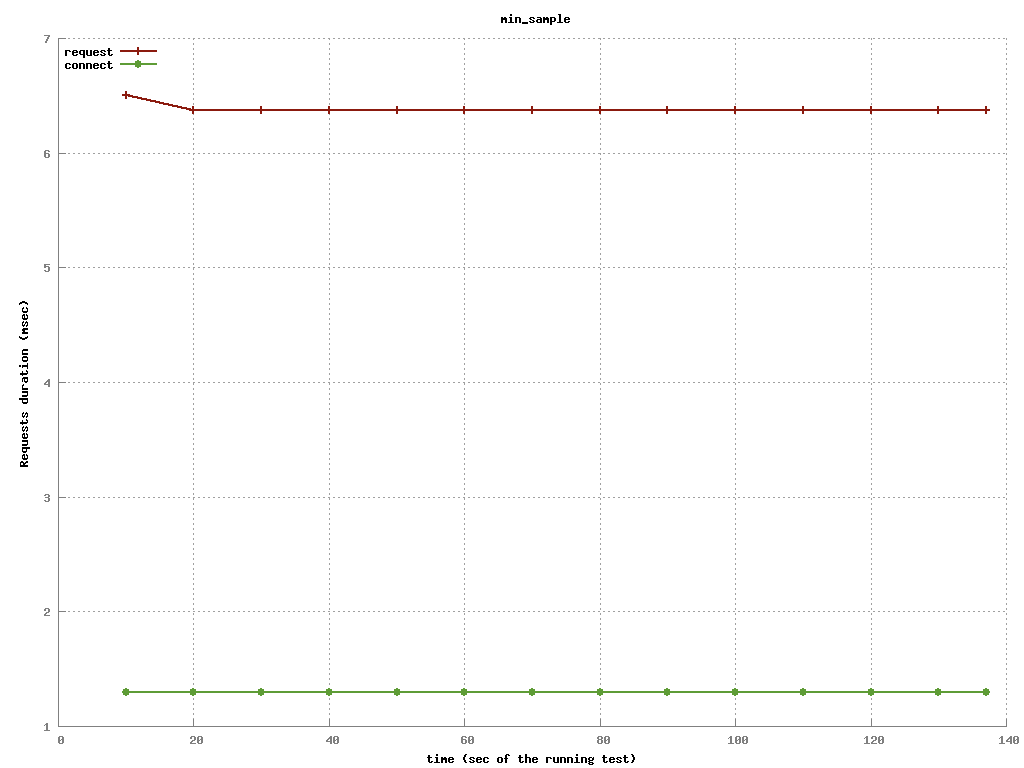 min_sample
7
request
connect
6
5
4
3
2
1
Requests duration (msec)
0 20 40 60 80 100 120 140
time (sec of the running test)